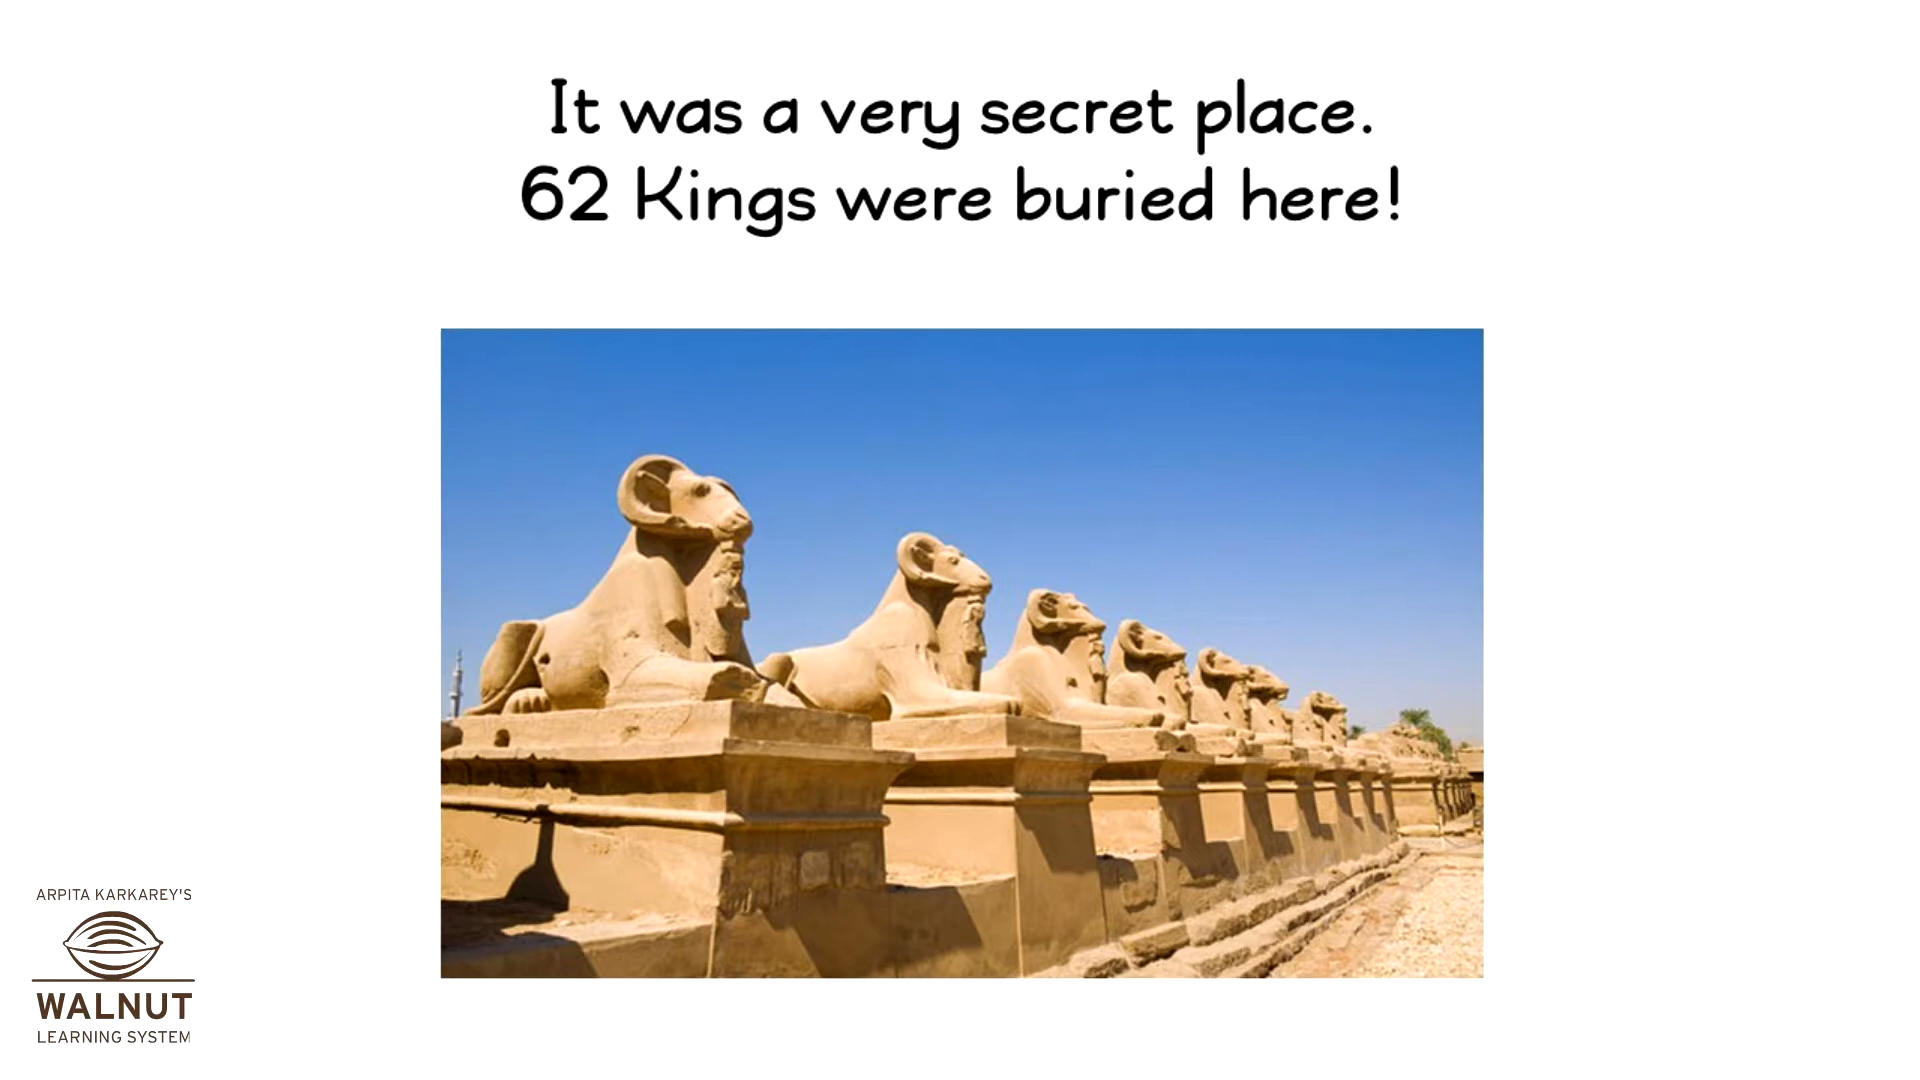 It was a very secret place.
62 Kings were buried here!
ARPITA KARKAREY'S
WALNUT
LEARNING SYSTEM